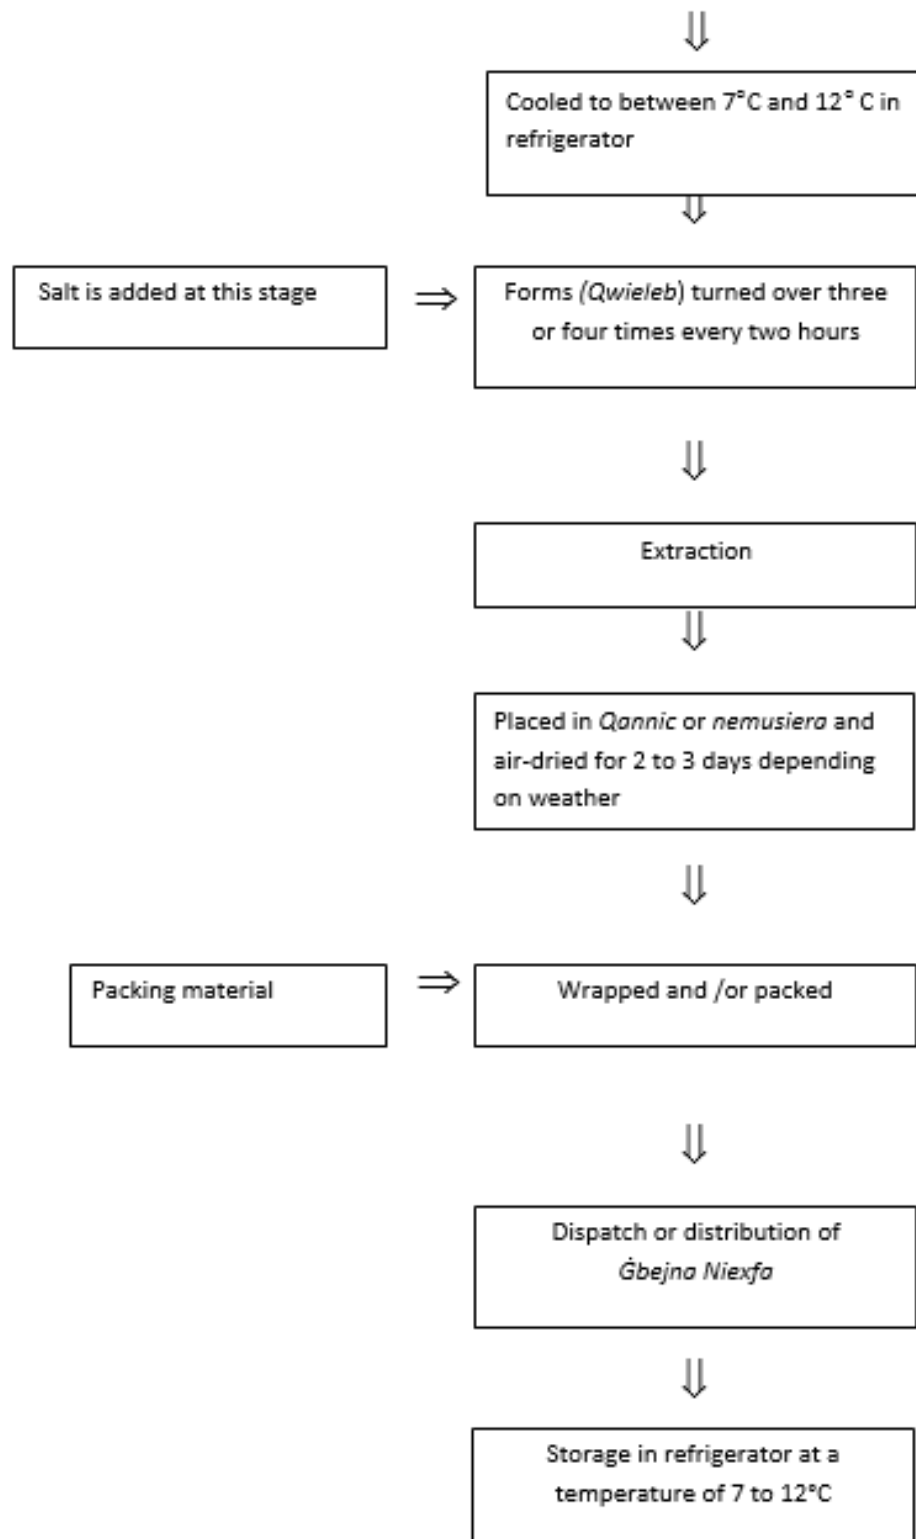 ⇓
Cooled to between 7°C and 12° C in
refrigerator
⇓
Salt is added at this stage
⇒
Forms (Qwieleb) turned over three
or four times every two hours
⇓
Extraction
⇓
Placed in Qannic or nemusiera and
air-dried for 2 to 3 days depending
on weather
⇓
Packing material
⇒
Wrapped and /or packed
⇓
Dispatch or distribution of
Ġbejna Niexfa
⇓
Storage in refrigerator at a
temperature of 7 to 12°C